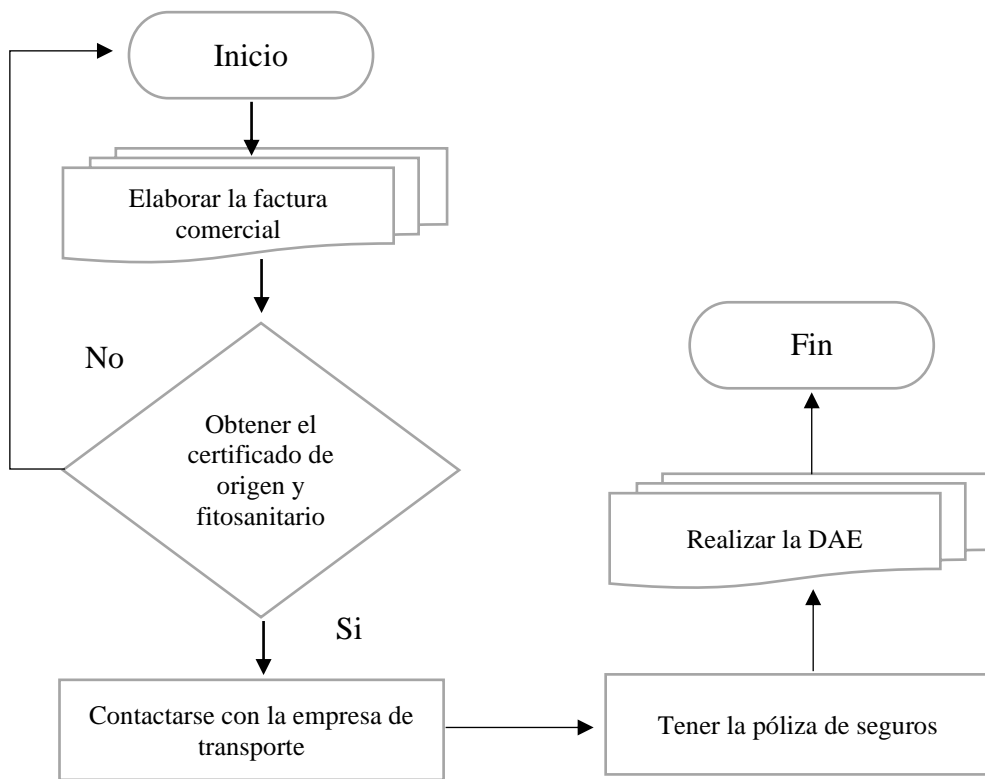 Inicio
Elaborar la factura
comercial
No
Obtener el
certificado de
origen y
fitosanitario
Si
Contactarse con la empresa de
transporte
Tener la póliza de seguros
Realizar la DAE
Fin